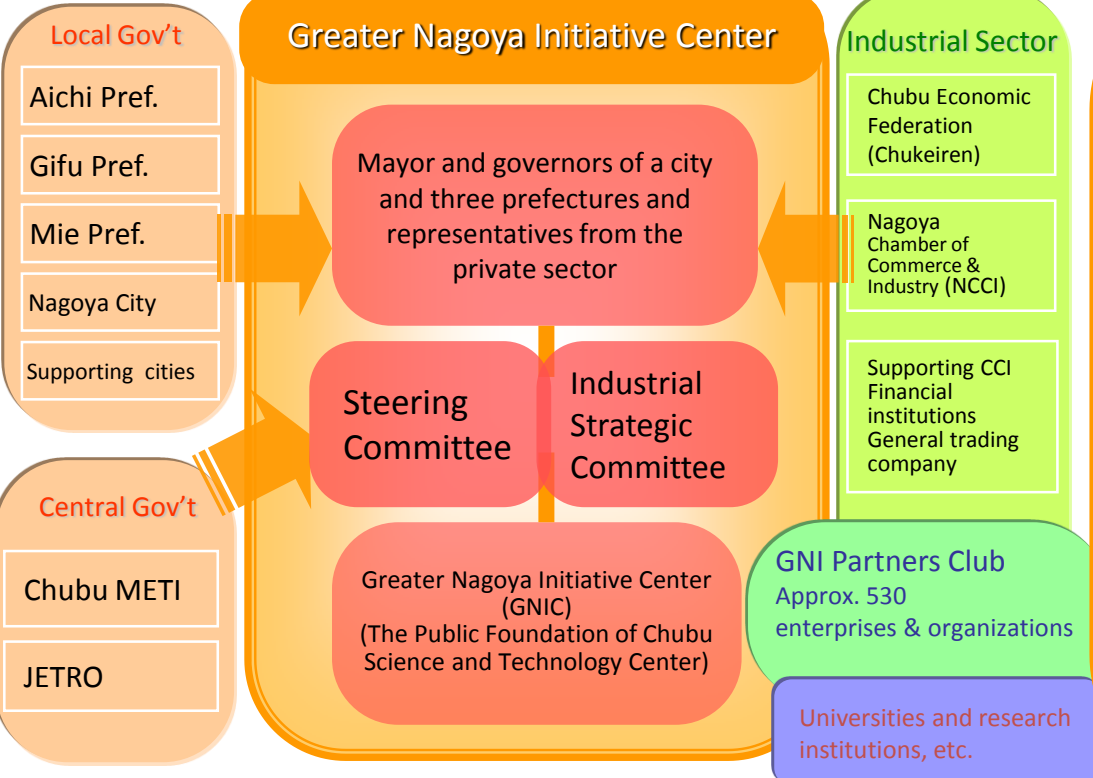 Local Gov’t
Aichi Pref.
Gifu Pref.
Mie Pref.
Nagoya City
Supporting cities
Central Gov’t
Chubu METI
JETRO
Greater Nagoya Initiative Center
Mayor and governors of a city
and three prefectures and
representatives from the
private sector
Steering
Committee
Industrial
Strategic
Committee
Greater Nagoya Initiative Center
(GNIC)
(The Public Foundation of Chubu
Science and Technology Center)
Industrial Sector
Chubu Economic
Federation
(Chukeiren)
Nagoya
Chamber of
Commerce &
Industry (NCCI)
Supporting CCI
Financial
institutions
General trading
company
GNI Partners Club
Approx. 530
enterprises & organizations
Universities and research
institutions, etc.